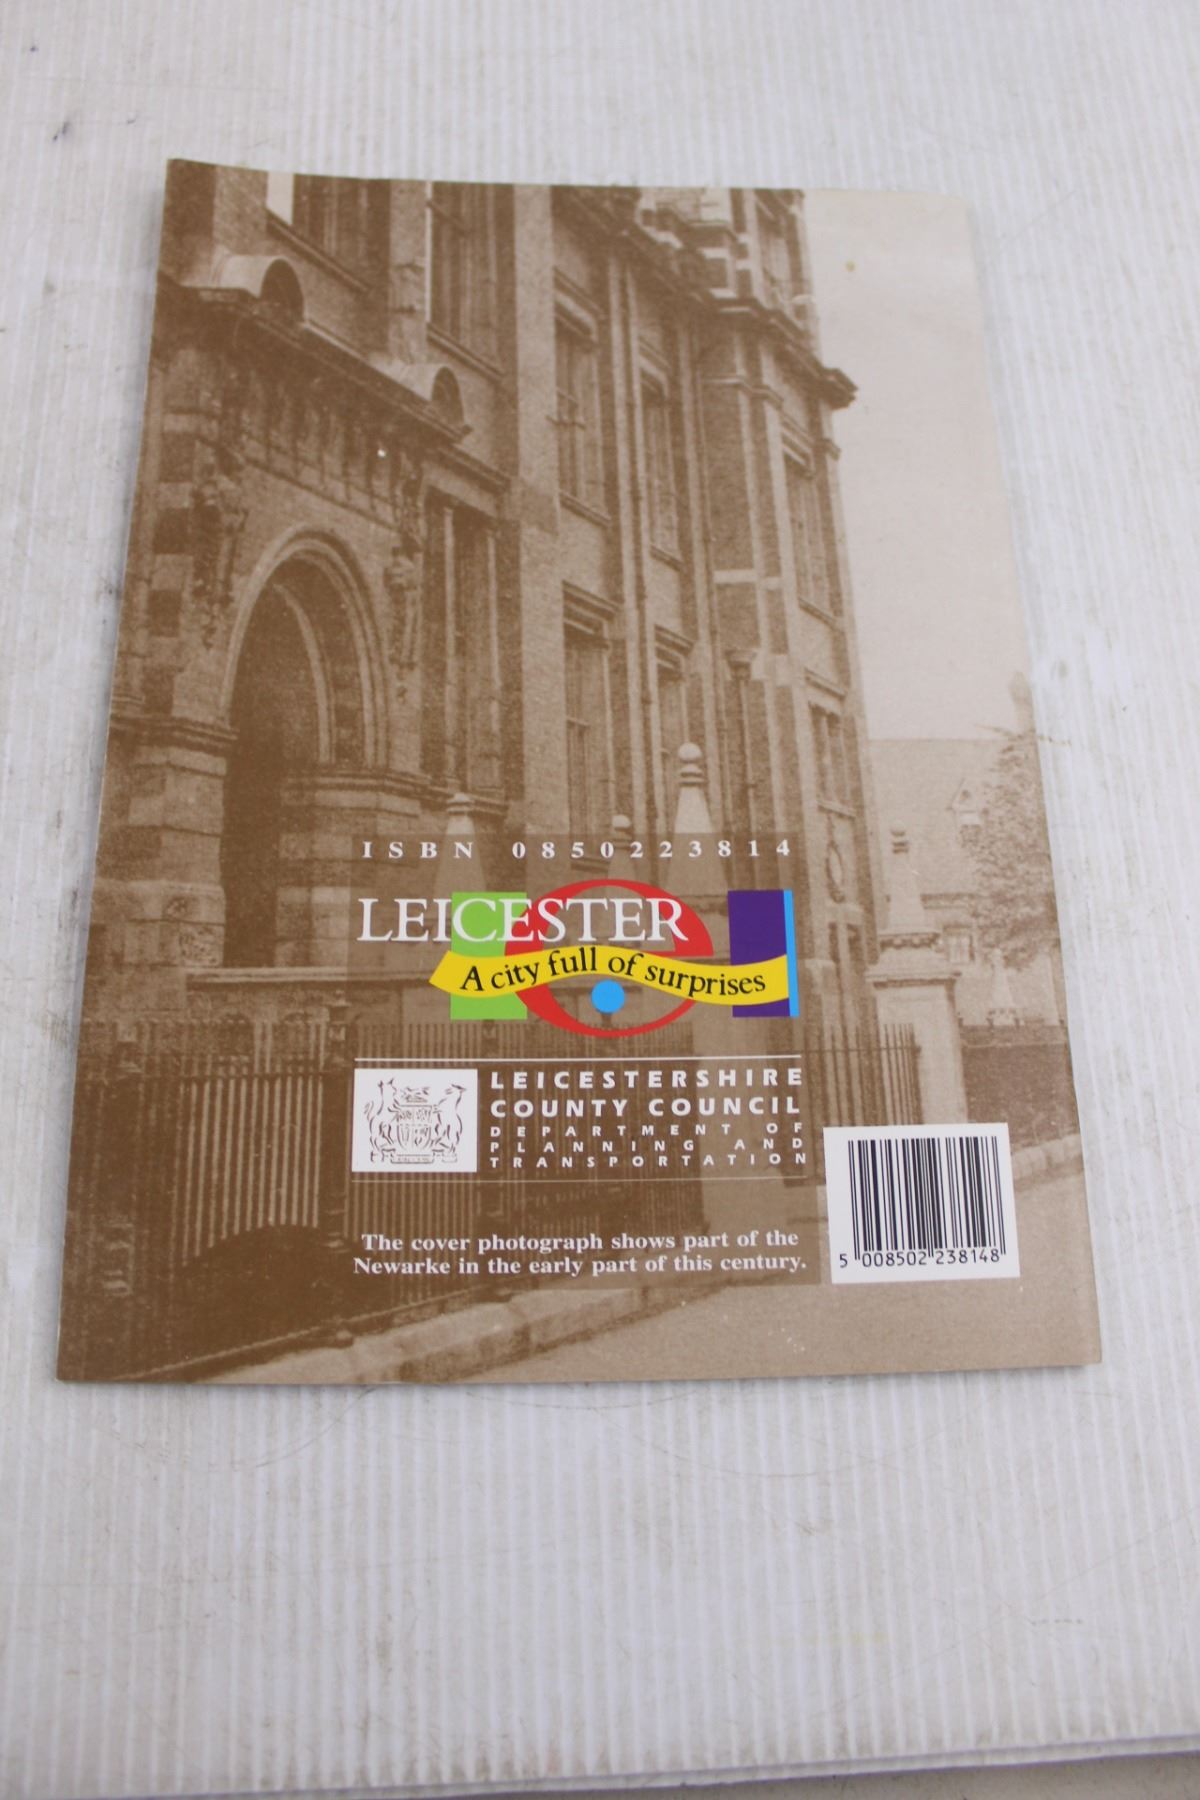 ISBN 0850223814
LEICESTER
A city full of surprises
LEICESTERSHIRE
COUNTY COUNCIL
DEPARTMENT OF
PLANNING AND
TRANSPORTATION
The cover photograph shows part of the
Newarke in the early part of this century.
5 008502 238148